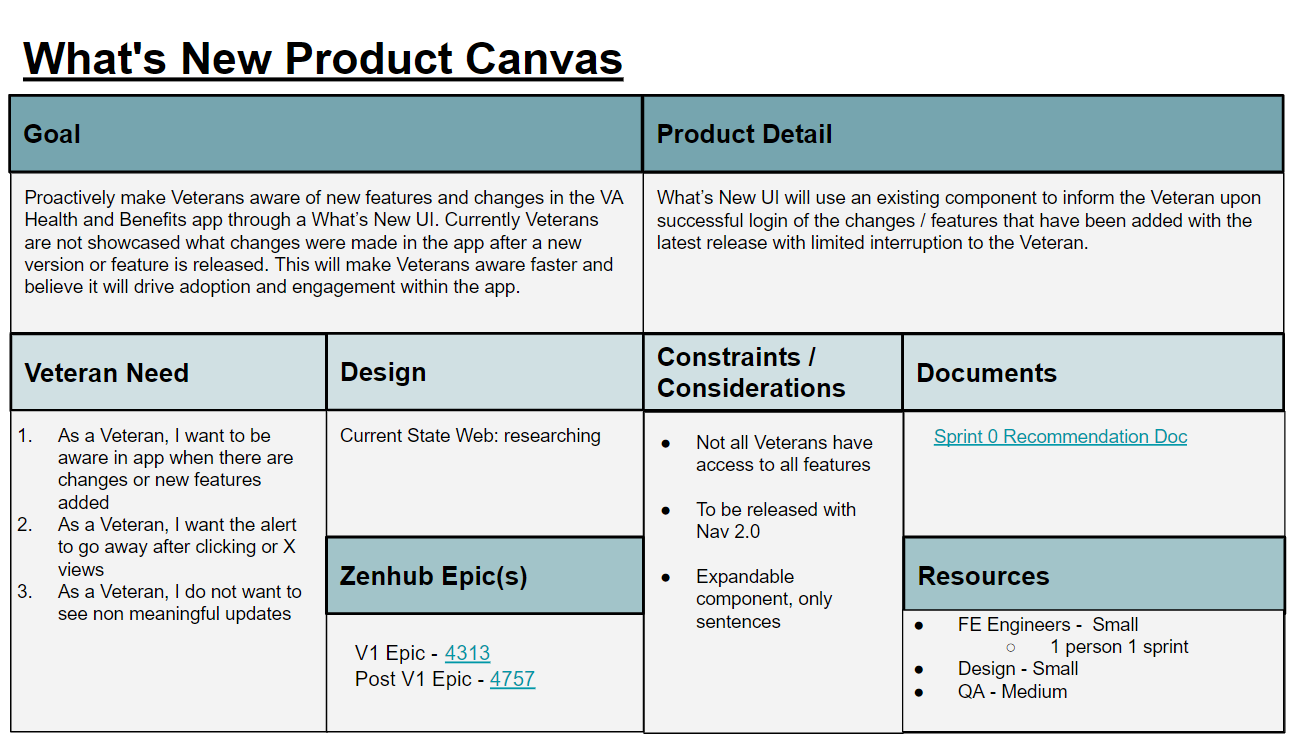 What's New Product Canvas
Goal
Proactively make Veterans aware of new features and changes in the VA
Health and Benefits app through a What’s New UI. Currently Veterans
are not showcased what changes were made in the app after a new
version or feature is released. This will make Veterans aware faster and
believe it will drive adoption and engagement within the app.
Product Detail
What’s New UI will use an existing component to inform the Veteran upon
successful login of the changes / features that have been added with the
latest release with limited interruption to the Veteran.
Veteran Need
1. As a Veteran, I want to be
aware in app when there are
changes or new features
added
2. As a Veteran, I want the alert
to go away after clicking or X
views
3. As a Veteran, I do not want to
see non meaningful updates
Design
Current State Web: researching
Zenhub Epic(s)
V1 Epic - 4313
Post V1 Epic - 4757
Constraints /
Considerations
● Not all Veterans have
access to all features
● To be released with
Nav 2.0
● Expandable
component, only
sentences
Documents
Sprint 0 Recommendation Doc
Resources
● FE Engineers - Small
○ 1 person 1 sprint
● Design - Small
● QA - Medium